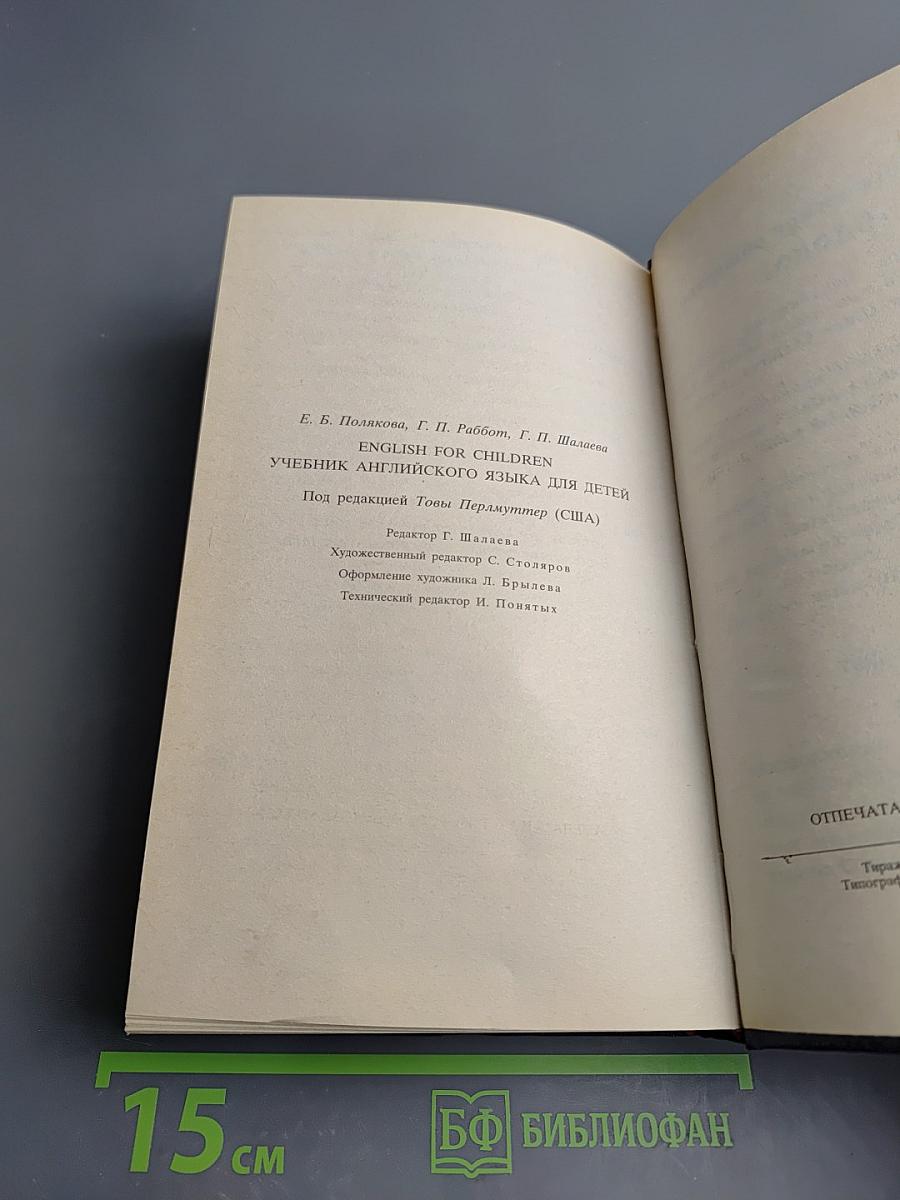 Е. Б. Полякова, Г. П. Раббот, Г. П. Шалаева
ENGLISH FOR CHILDREN
УЧЕБНИК АНГЛИЙСКОГО ЯЗЫКА ДЛЯ ДЕТЕЙ
Под редакцией Товы Перлмуттер (США)
Редактор Г. Шалаева
Художественный редактор С. Столяров
Оформление художника Л. Брылева
Технический редактор И. Понятых
ОТПЕЧАТА
Тираж
Типограф
15 см
БФ БИБЛИОФАН